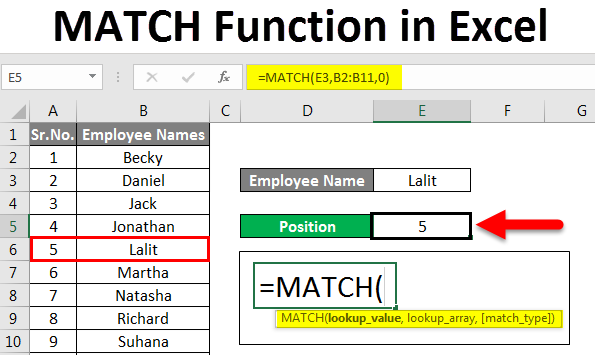 MATCH Function in Excel
E5 fx =MATCH(E3,B2:B11,0)
A B C D E F G
1 Sr.No. Employee Names
2 1 Becky
3 2 Daniel Employee Name Lalit
4 3 Jack
5 4 Jonathan Position 5
6 5 Lalit
7 6 Martha
8 7 Natasha =MATCH(
9 8 Richard MATCH(lookup_value, lookup_array, [match_type])
10 9 Suhana